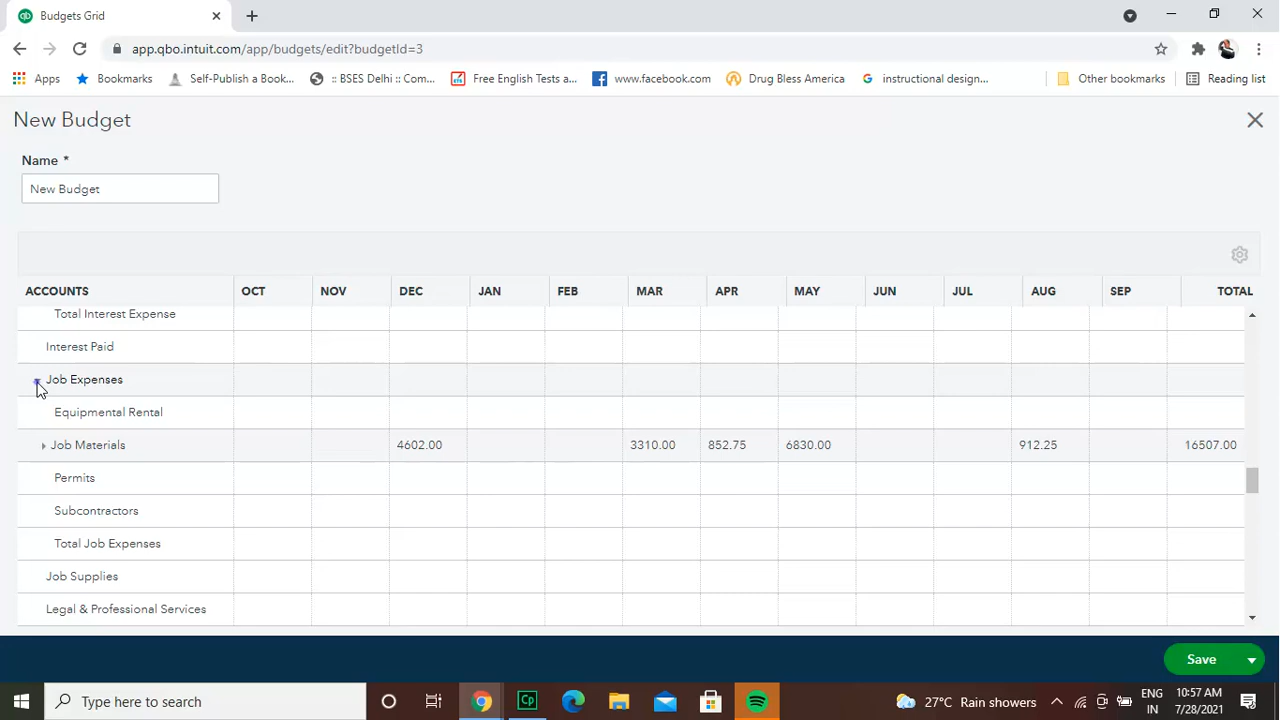 qb Budgets Grid
app.qbo.intuit.com/app/budgets/edit?budgetId=3
Apps Bookmarks Self-Publish a Book... :: BSES Delhi :: Com... Free English Tests a... www.facebook.com Drug Bless America instructional design... Other bookmarks Reading list
New Budget
Name *
New Budget
ACCOUNTS OCT NOV DEC JAN FEB MAR APR MAY JUN JUL AUG SEP TOTAL
Total Interest Expense
Interest Paid
Job Expenses
Equipmental Rental
Job Materials 4602.00 3310.00 852.75 6830.00 912.25 16507.00
Permits
Subcontractors
Total Job Expenses
Job Supplies
Legal & Professional Services
Save
Type here to search Cp 27°C Rain showers ENG IN 10:57 AM 7/28/2021